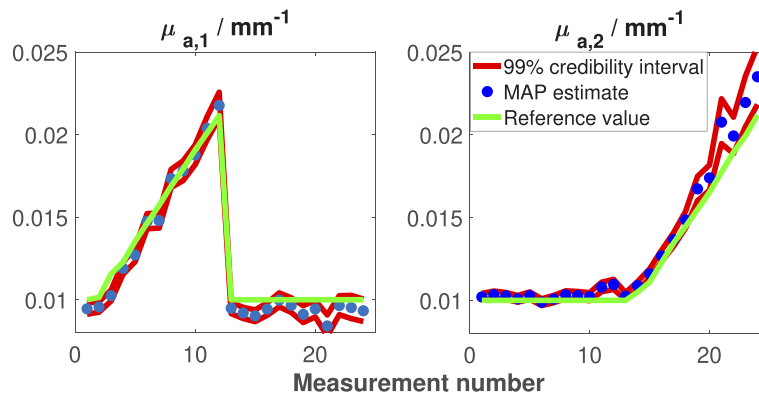 μ a,1 / mm-1
0.025
0.02
0.015
0.01
0
10
20
μ a,2 / mm-1
0.025
0.02
0.015
0.01
0
10
20
99% credibility interval
MAP estimate
Reference value
Measurement number